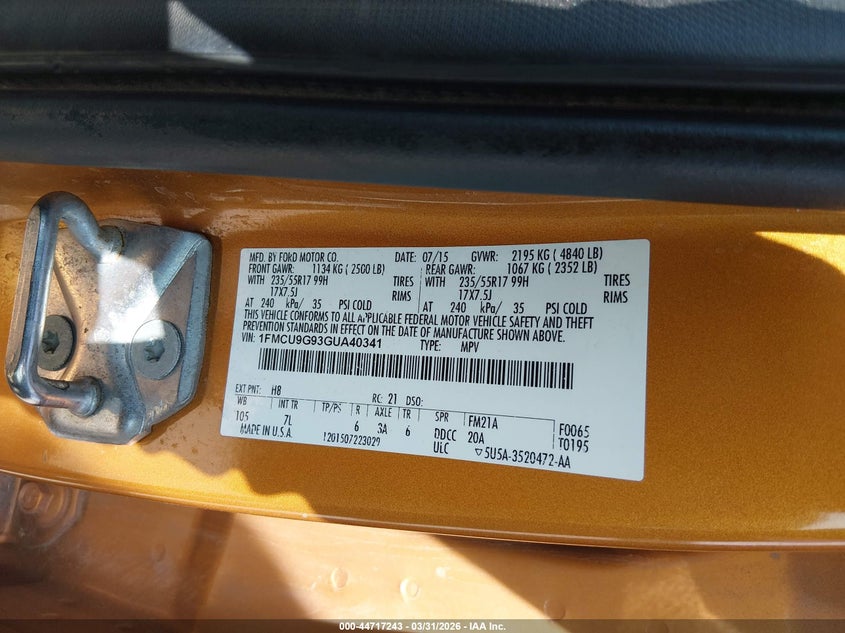 MFD. BY FORD MOTOR CO. DATE: 07/15 GVWR: 2195 KG ( 4840 LB)
FRONT GAWR: 1134 KG ( 2500 LB) REAR GAWR: 1067 KG ( 2352 LB)
WITH 235/55R17 99H TIRES WITH 235/55R17 99H TIRES
17X7.5J RIMS 17X7.5J RIMS
AT 240 kPa/ 35 PSI COLD AT 240 kPa/ 35 PSI COLD
THIS VEHICLE CONFORMS TO ALL APPLICABLE FEDERAL MOTOR VEHICLE SAFETY AND THEFT
PREVENTION STANDARDS IN EFFECT ON THE DATE OF MANUFACTURE SHOWN ABOVE.
VIN: 1FMCU9G93GUA40341 TYPE: MPV
EXT PNT: H8 RC: 21 DSO:
WB INT TR TP/PS R AXLE TR SPR FM21A F0065
105 7L 6 3A 6 DDCC 20A T0195
MADE IN U.S.A. ULC ▽5U5A-3520472-AA
000-44717243 - 03/31/2026 - IAA Inc.